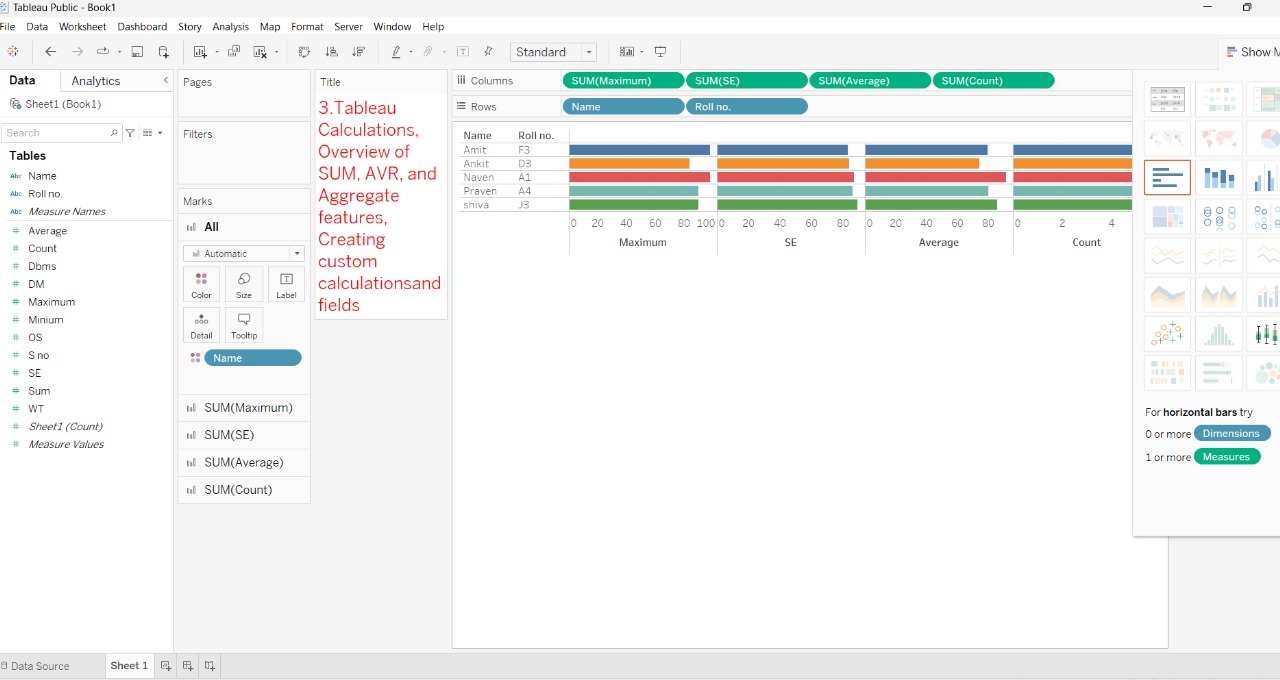 Tableau Public - Book1
File Data Worksheet Dashboard Story Analysis Map Format Server Window Help
Standard
Show M
Data Analytics
Sheet1 (Book1)
Search
Tables
Abc Name
Abc Roll no.
Abc Measure Names
# Average
# Count
# Dbms
# DM
# Maximum
# Minium
# OS
# S no
# SE
# Sum
# WT
# Sheet1 (Count)
# Measure Values
Pages
Filters
Marks
All
Automatic
Color Size Label
Detail Tooltip
Name
SUM(Maximum)
SUM(SE)
SUM(Average)
SUM(Count)
Title
3.Tableau
Calculations,
Overview of
SUM, AVR, and
Aggregate
features,
Creating
custom
calculationsand
fields
Columns SUM(Maximum) SUM(SE) SUM(Average) SUM(Count)
Rows Name Roll no.
Name Roll no.
Amit F3
Ankit D3
Naven A1
Praven A4
shiva J3
0 20 40 60 80 100 0 20 40 60 80 0 20 40 60 80 0 2 4
Maximum SE Average Count
For horizontal bars try
0 or more Dimensions
1 or more Measures
Data Source Sheet 1